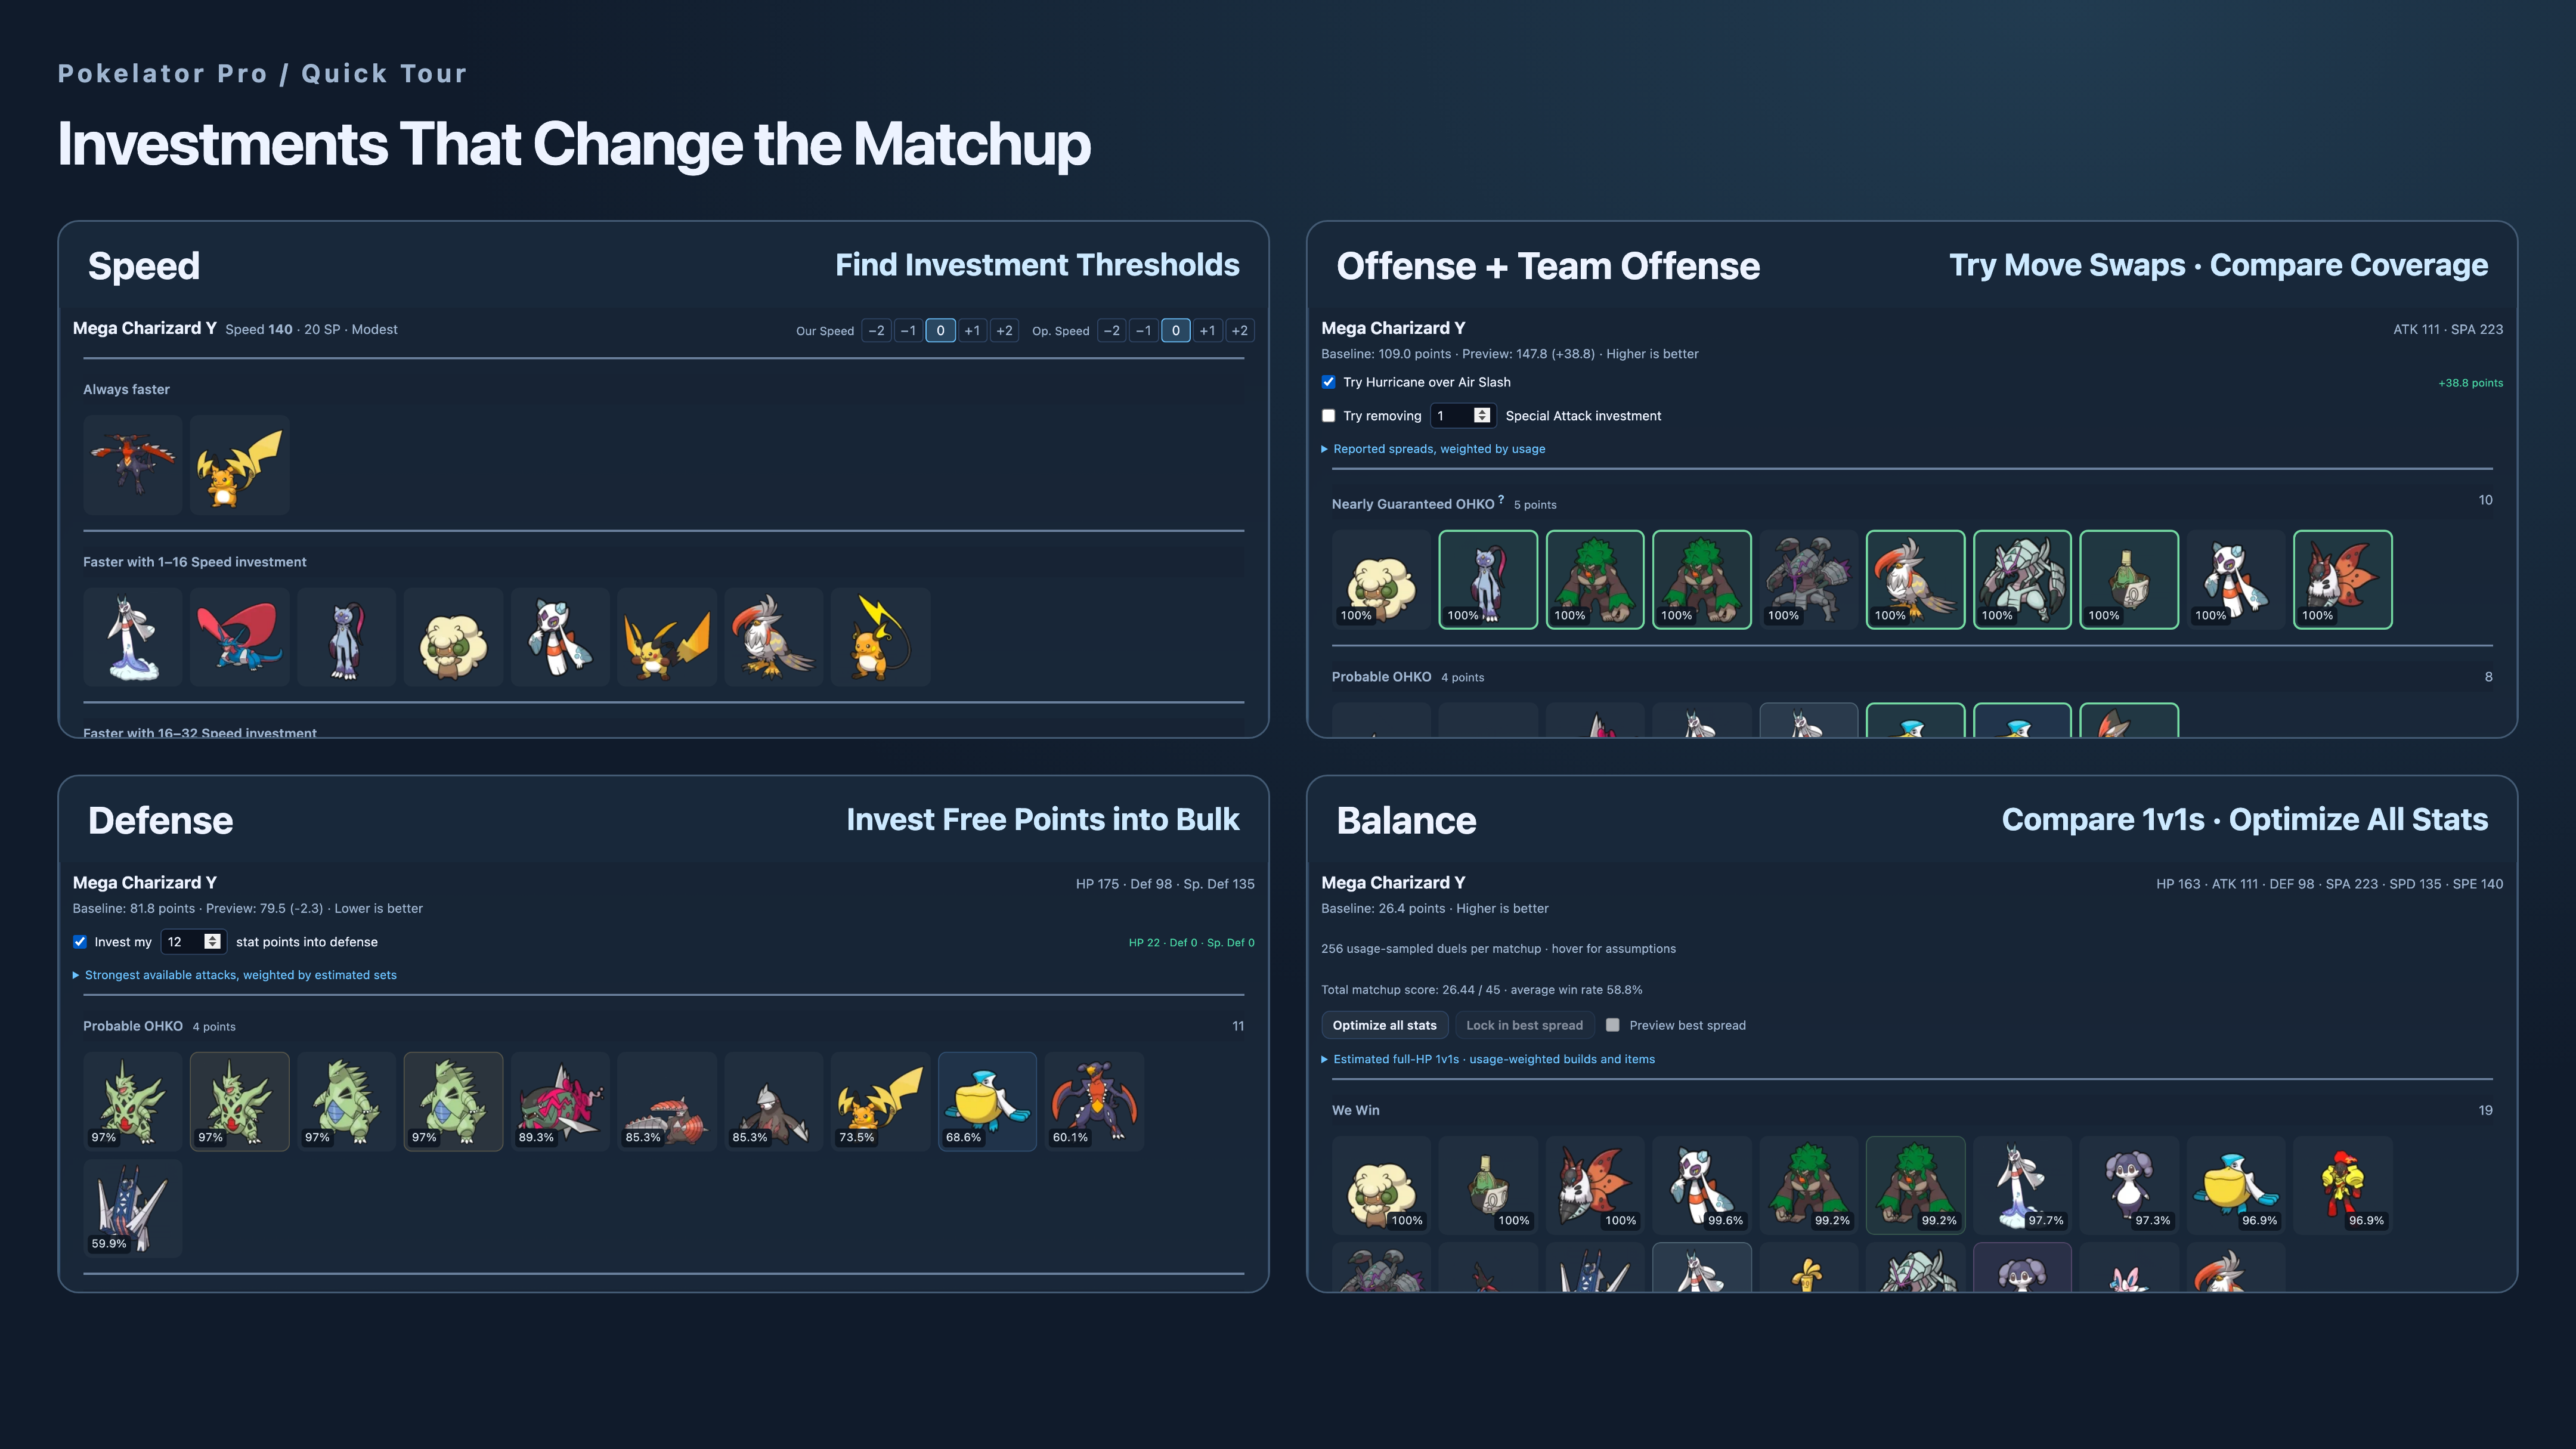 Pokelator Pro / Quick Tour
Investments That Change the Matchup
Speed
Find Investment Thresholds
Mega Charizard Y Speed 140 · 20 SP · Modest
Our Speed −2 −1 0 +1 +2 Op. Speed −2 −1 0 +1 +2
Always faster
Faster with 1–16 Speed investment
Faster with 16–32 Speed investment
Offense + Team Offense
Try Move Swaps · Compare Coverage
Mega Charizard Y
ATK 111 · SPA 223
Baseline: 109.0 points · Preview: 147.8 (+38.8) · Higher is better
Try Hurricane over Air Slash
+38.8 points
Try removing 1 Special Attack investment
▶ Reported spreads, weighted by usage
Nearly Guaranteed OHKO ? 5 points
10
100% 100% 100% 100% 100% 100% 100% 100% 100% 100%
Probable OHKO 4 points
8
Defense
Invest Free Points into Bulk
Mega Charizard Y
HP 175 · Def 98 · Sp. Def 135
Baseline: 81.8 points · Preview: 79.5 (-2.3) · Lower is better
Invest my 12 stat points into defense
HP 22 · Def 0 · Sp. Def 0
▶ Strongest available attacks, weighted by estimated sets
Probable OHKO 4 points
11
97% 97% 97% 97% 89.3% 85.3% 85.3% 73.5% 68.6% 60.1%
59.9%
Balance
Compare 1v1s · Optimize All Stats
Mega Charizard Y
HP 163 · ATK 111 · DEF 98 · SPA 223 · SPD 135 · SPE 140
Baseline: 26.4 points · Higher is better
256 usage-sampled duels per matchup · hover for assumptions
Total matchup score: 26.44 / 45 · average win rate 58.8%
Optimize all stats Lock in best spread Preview best spread
▶ Estimated full-HP 1v1s · usage-weighted builds and items
We Win
19
100% 100% 100% 99.6% 99.2% 99.2% 97.7% 97.3% 96.9% 96.9%